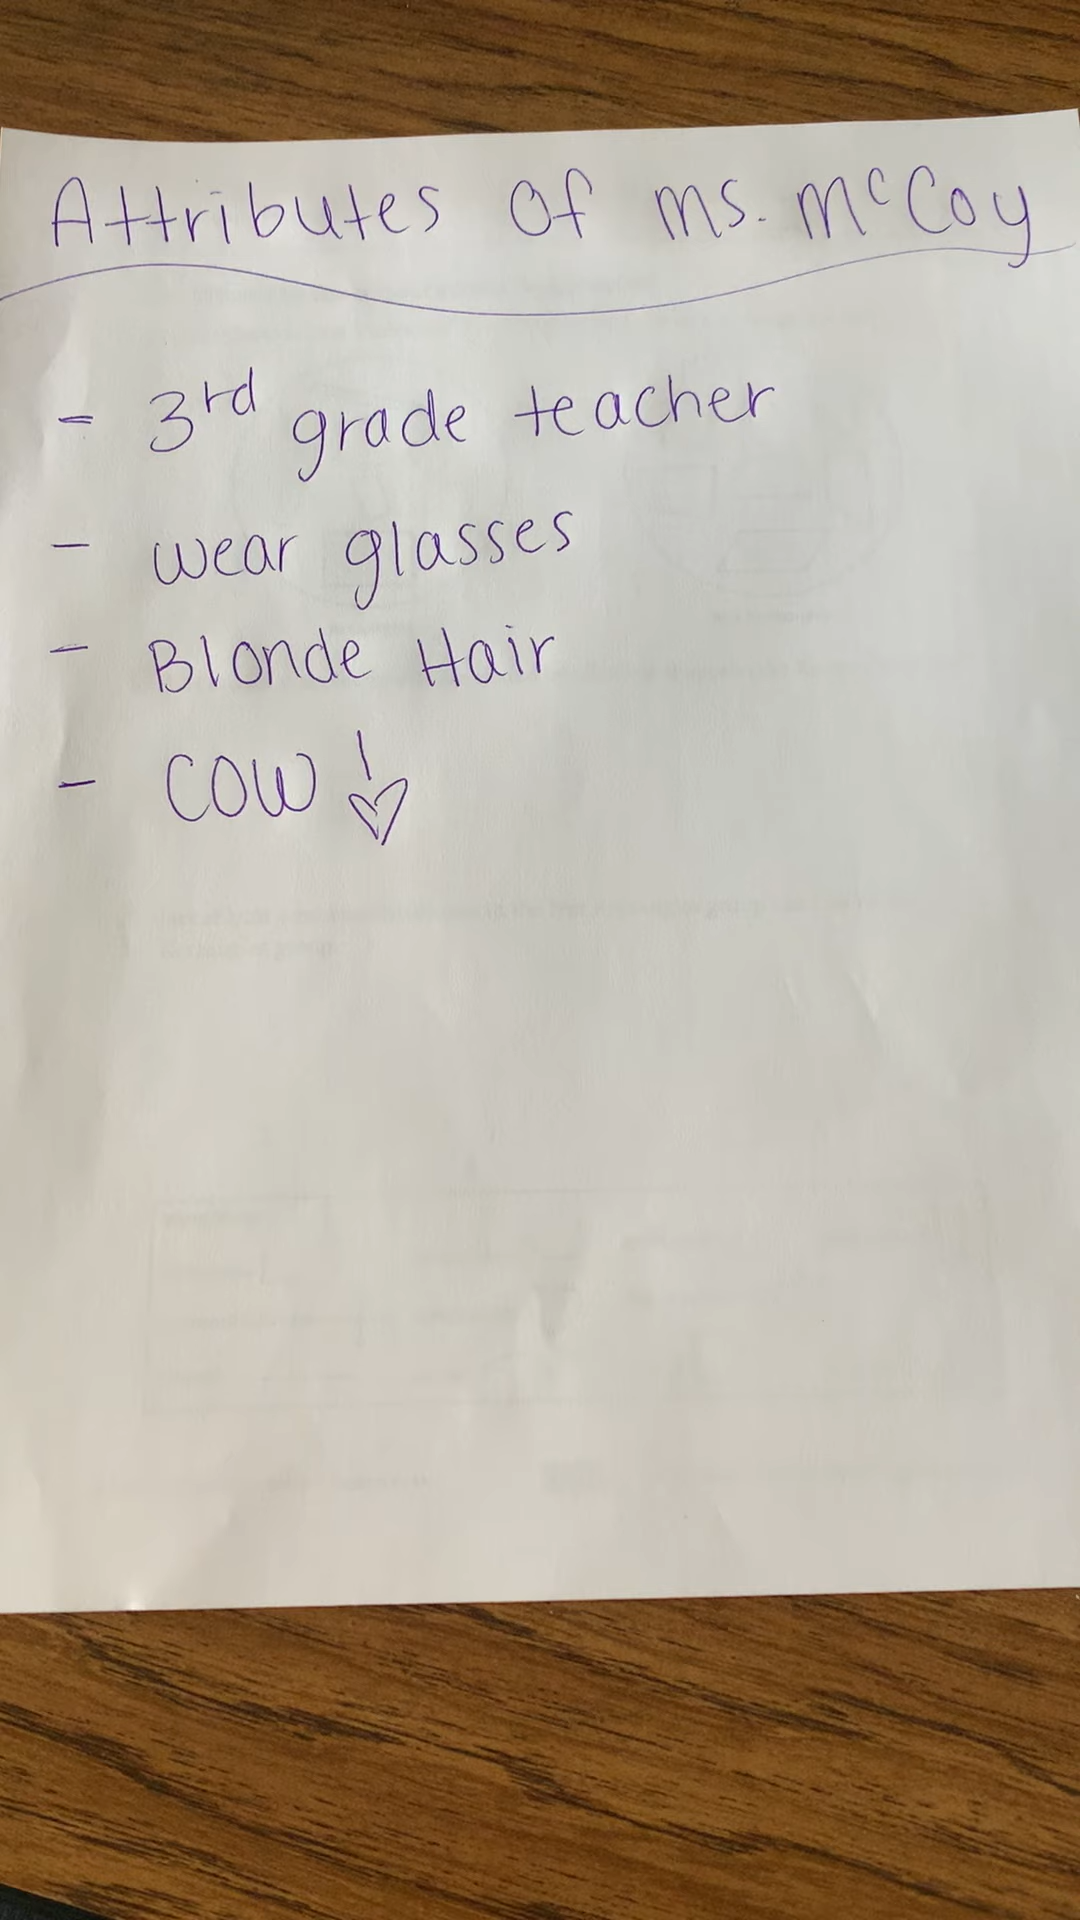 Attributes of ms. McCoy
- 3rd grade teacher
- wear glasses
- Blonde Hair
- COW!